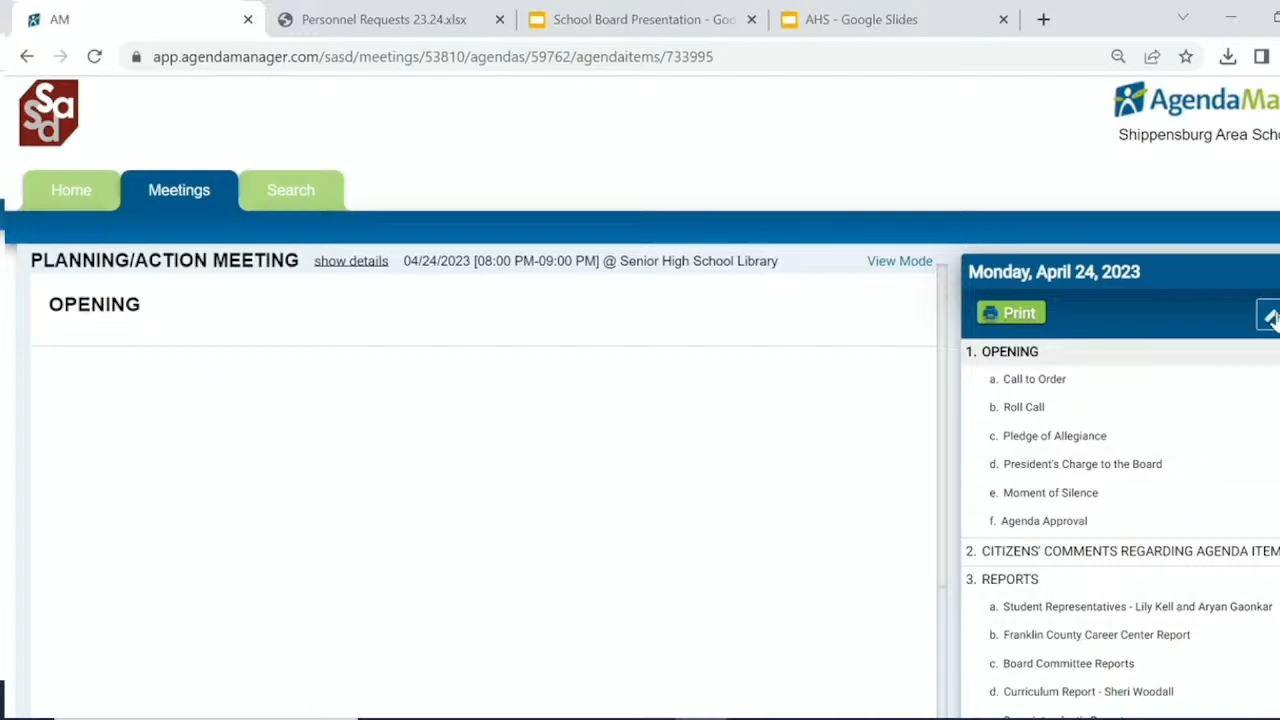 AM
Personnel Requests 23.24.xlsx
School Board Presentation - Goo
AHS - Google Slides
app.agendamanager.com/sasd/meetings/53810/agendas/59762/agendaitems/733995
Sa
Sd
AgendaMa
Shippensburg Area Scho
Home
Meetings
Search
PLANNING/ACTION MEETING show details 04/24/2023 [08:00 PM-09:00 PM] @ Senior High School Library View Mode
OPENING
Monday, April 24, 2023
Print
1. OPENING
a. Call to Order
b. Roll Call
c. Pledge of Allegiance
d. President's Charge to the Board
e. Moment of Silence
f. Agenda Approval
2. CITIZENS' COMMENTS REGARDING AGENDA ITEM
3. REPORTS
a. Student Representatives - Lily Kell and Aryan Gaonkar
b. Franklin County Career Center Report
c. Board Committee Reports
d. Curriculum Report - Sheri Woodall